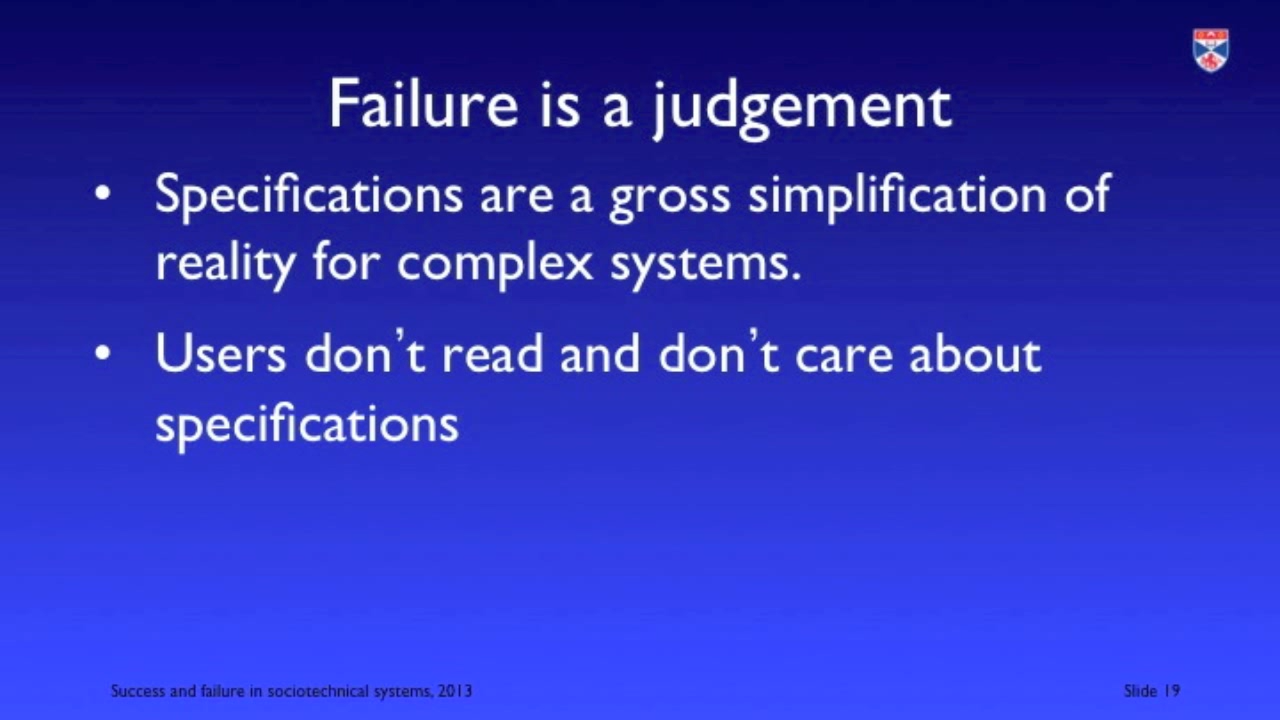 Failure is a judgement
• Specifications are a gross simplification of
reality for complex systems.
• Users don’t read and don’t care about
specifications
Success and failure in sociotechnical systems, 2013
Slide 19